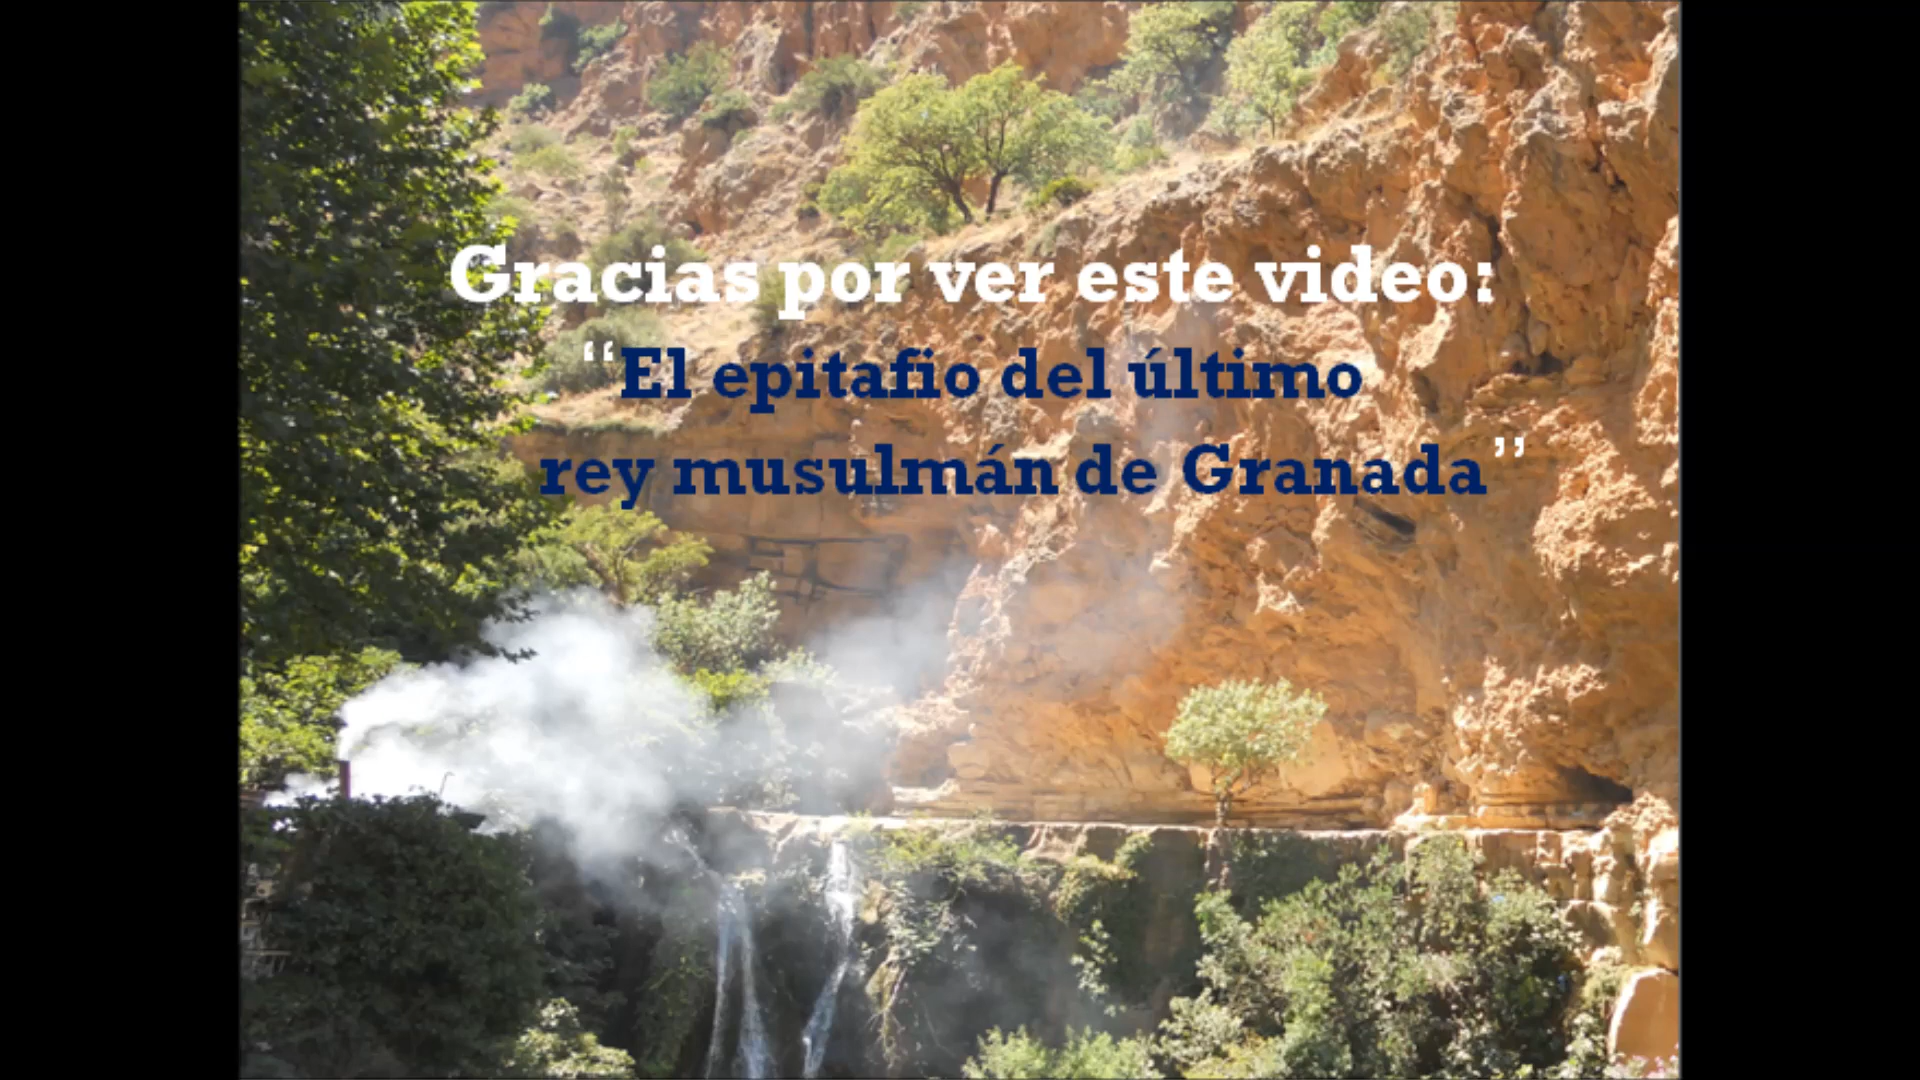 Gracias por ver este video:
“El epitafio del último
rey musulmán de Granada”